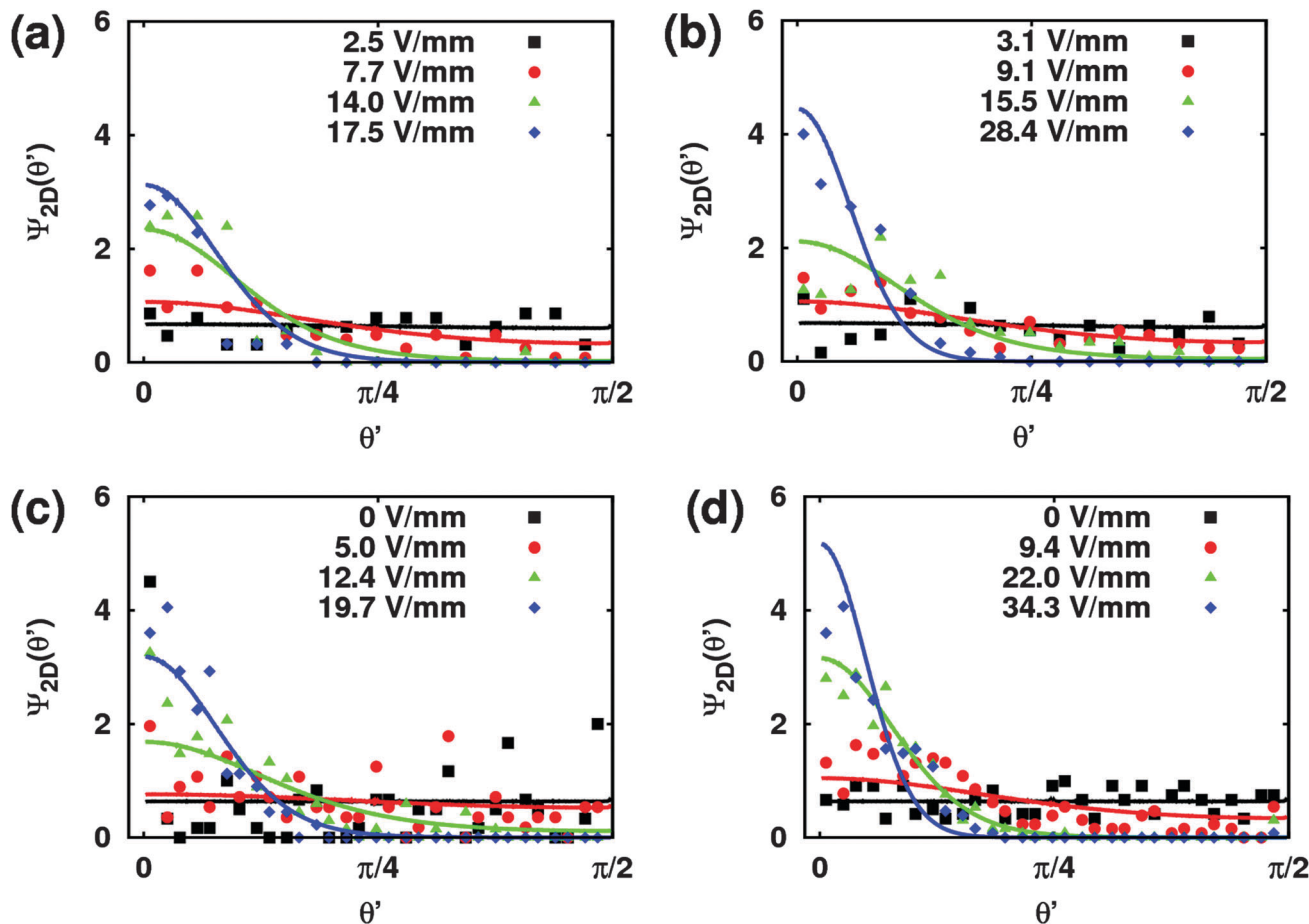 (a)
6
4
2
0
Ψ2D(θ')
2.5 V/mm
7.7 V/mm
14.0 V/mm
17.5 V/mm
0
π/4
π/2
θ'
(b)
6
4
2
0
Ψ2D(θ')
3.1 V/mm
9.1 V/mm
15.5 V/mm
28.4 V/mm
0
π/4
π/2
θ'
(c)
6
4
2
0
Ψ2D(θ')
0 V/mm
5.0 V/mm
12.4 V/mm
19.7 V/mm
0
π/4
π/2
θ'
(d)
6
4
2
0
Ψ2D(θ')
0 V/mm
9.4 V/mm
22.0 V/mm
34.3 V/mm
0
π/4
π/2
θ'